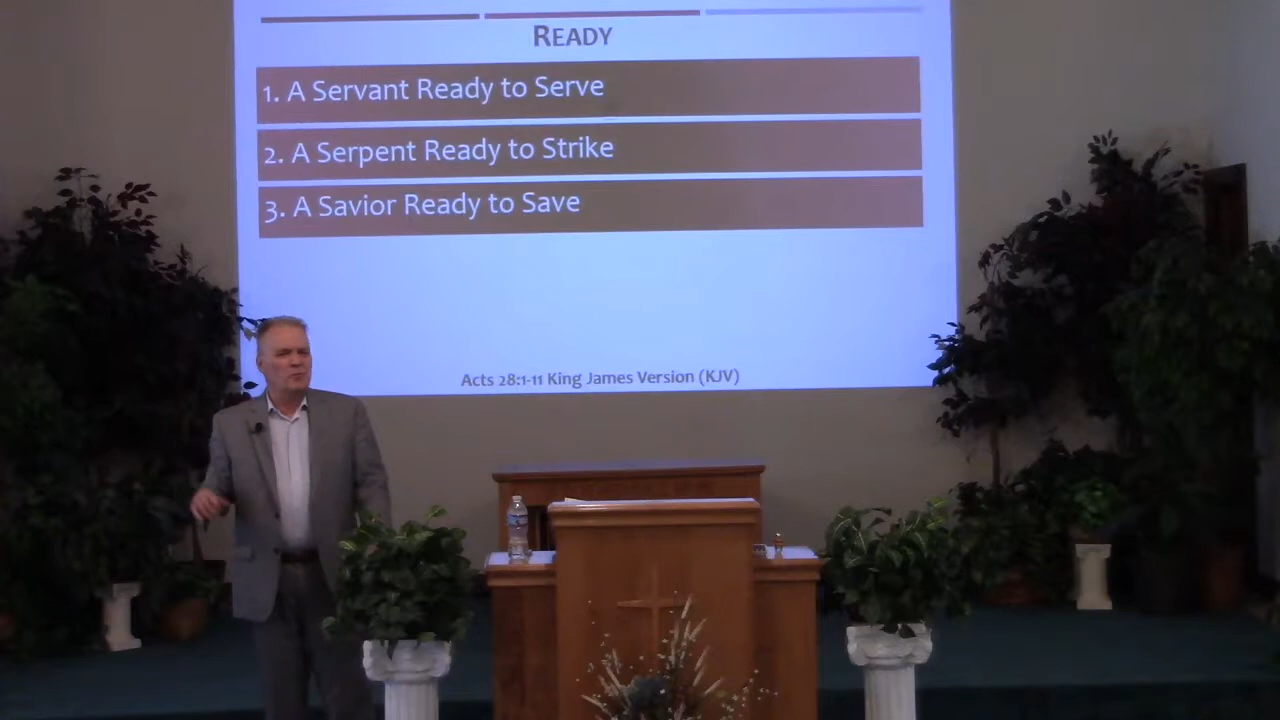 READY
1. A Servant Ready to Serve
2. A Serpent Ready to Strike
3. A Savior Ready to Save
Acts 28:1-11 King James Version (KJV)